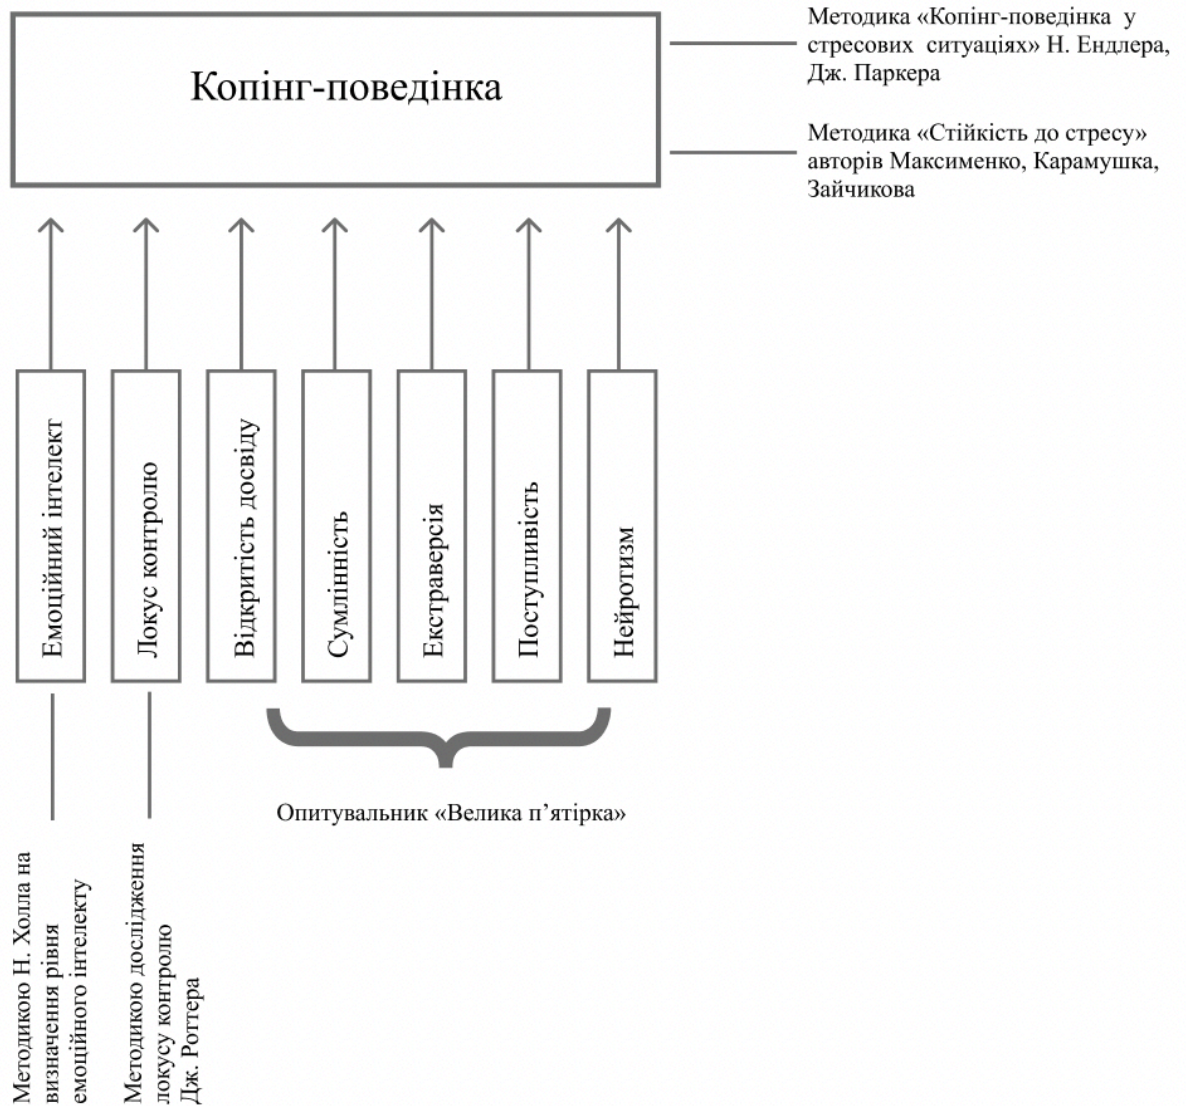 Копінг-поведінка
Методика «Копінг-поведінка у
стресових ситуаціях» Н. Ендлера,
Дж. Паркера
Методика «Стійкість до стресу»
авторів Максименко, Карамушка,
Зайчикова
Емоційний інтелект
Локус контролю
Відкритість досвіду
Сумлінність
Екстраверсія
Поступливість
Нейротизм
Опитувальник «Велика п’ятірка»
Методикою Н. Холла на
визначення рівня
емоційного інтелекту
Методикою дослідження
локусу контролю
Дж. Роттера